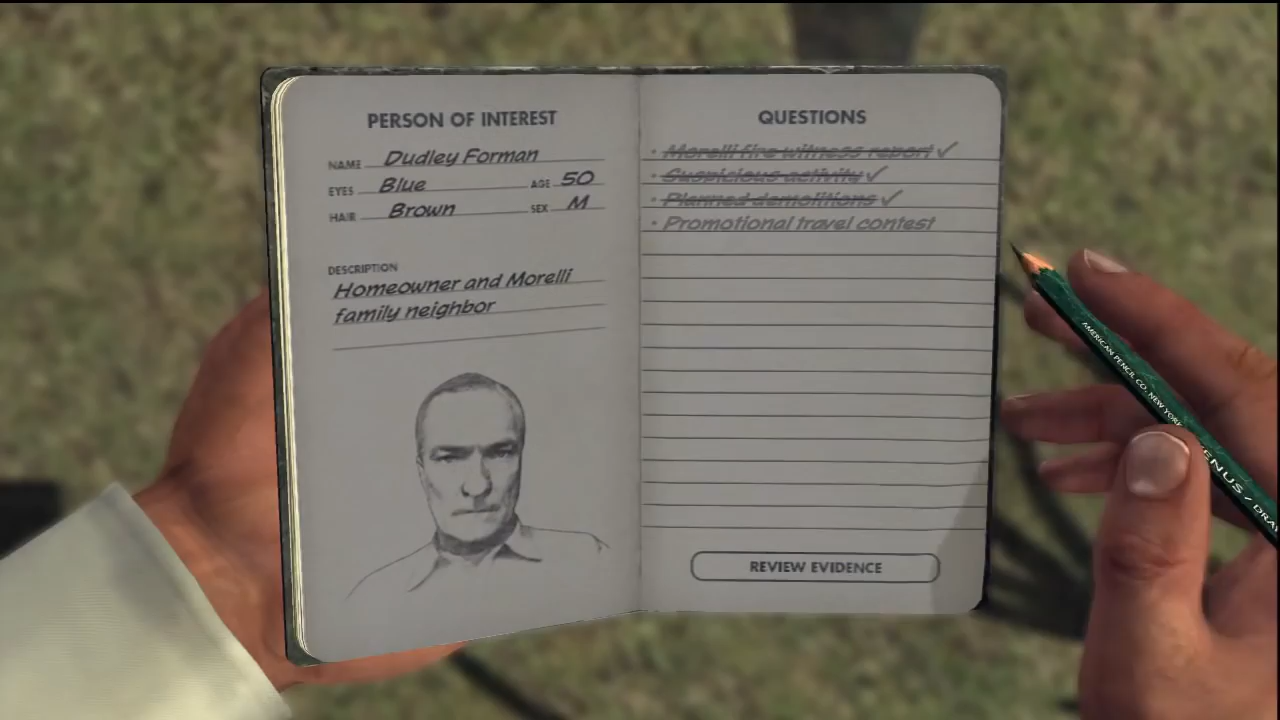 PERSON OF INTEREST
NAME Dudley Forman
EYES Blue AGE 50
HAIR Brown SEX M
DESCRIPTION
Homeowner and Morelli
family neighbor
QUESTIONS
· Morelli fire witness report ✓
· Suspicious activity ✓
· Planned demolitions ✓
· Promotional travel contest
REVIEW EVIDENCE
AMERICAN PENCIL CO. NEW YORK
VENUS / DRA